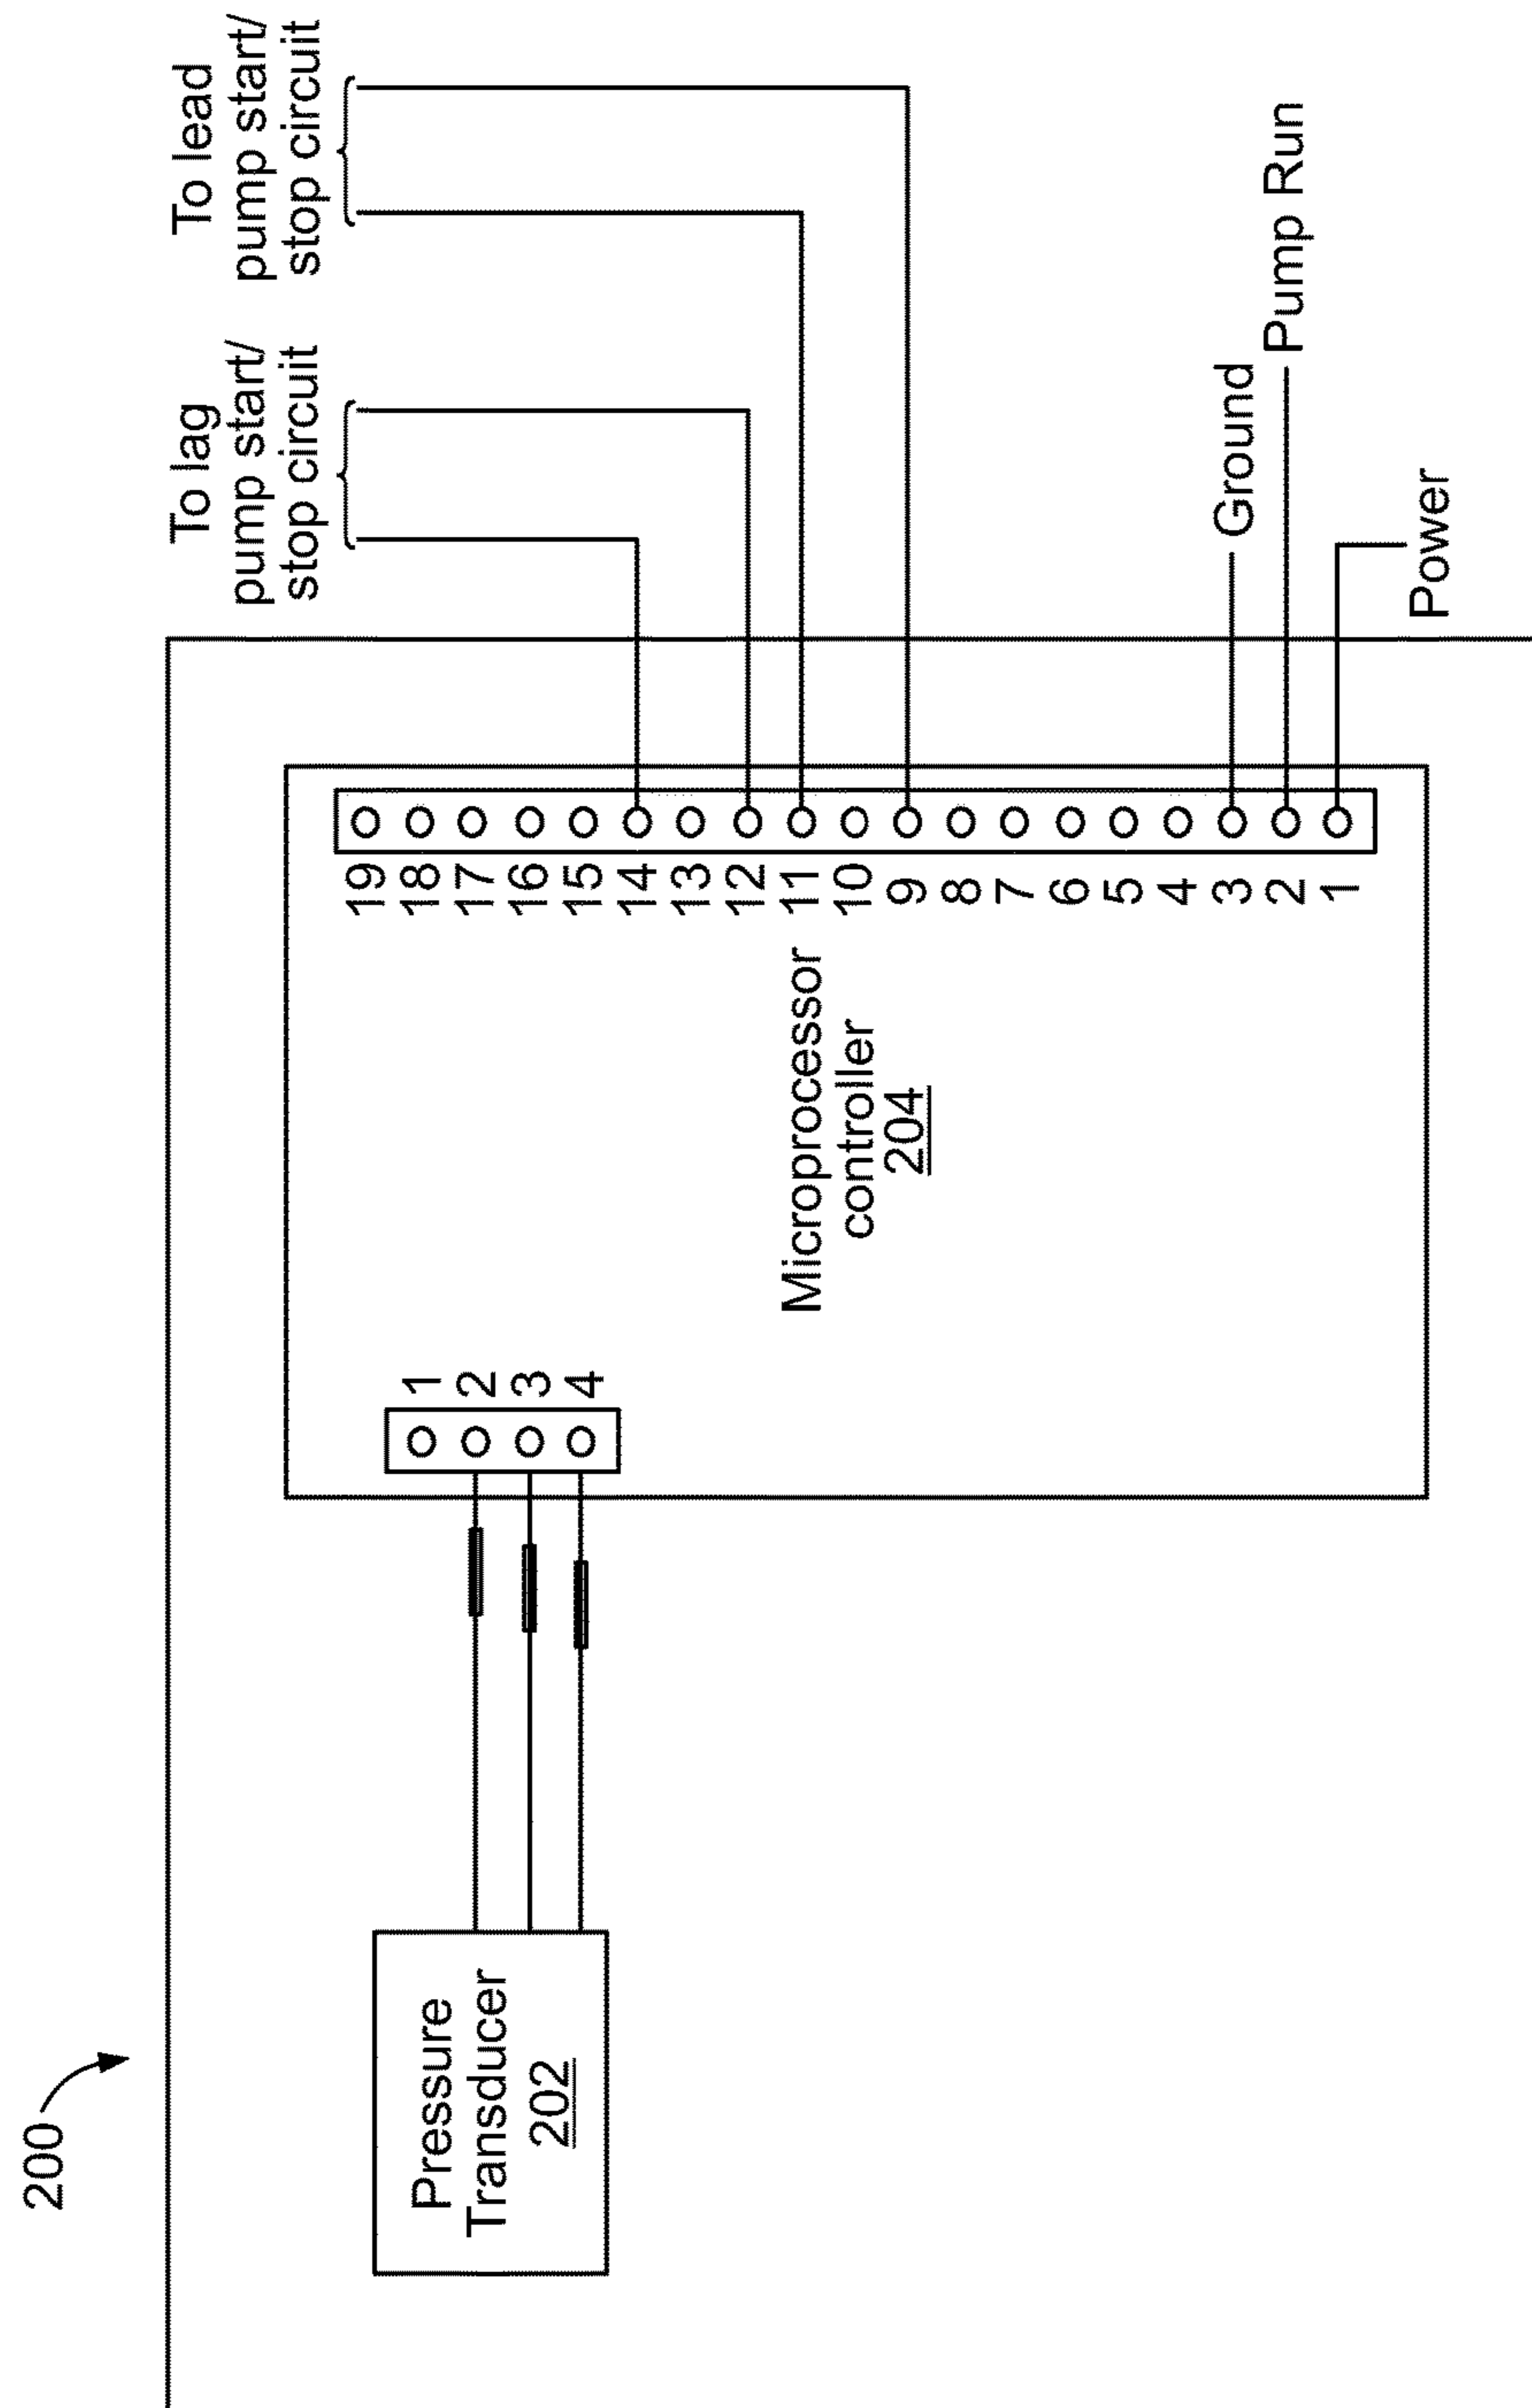 200
To lag
pump start/
stop circuit
To lead
pump start/
stop circuit
Pressure
Transducer
202
1
2
3
4
Microprocessor
controller
204
19
18
17
16
15
14
13
12
11
10
9
8
7
6
5
4
3
2
1
Ground
Pump Run
Power